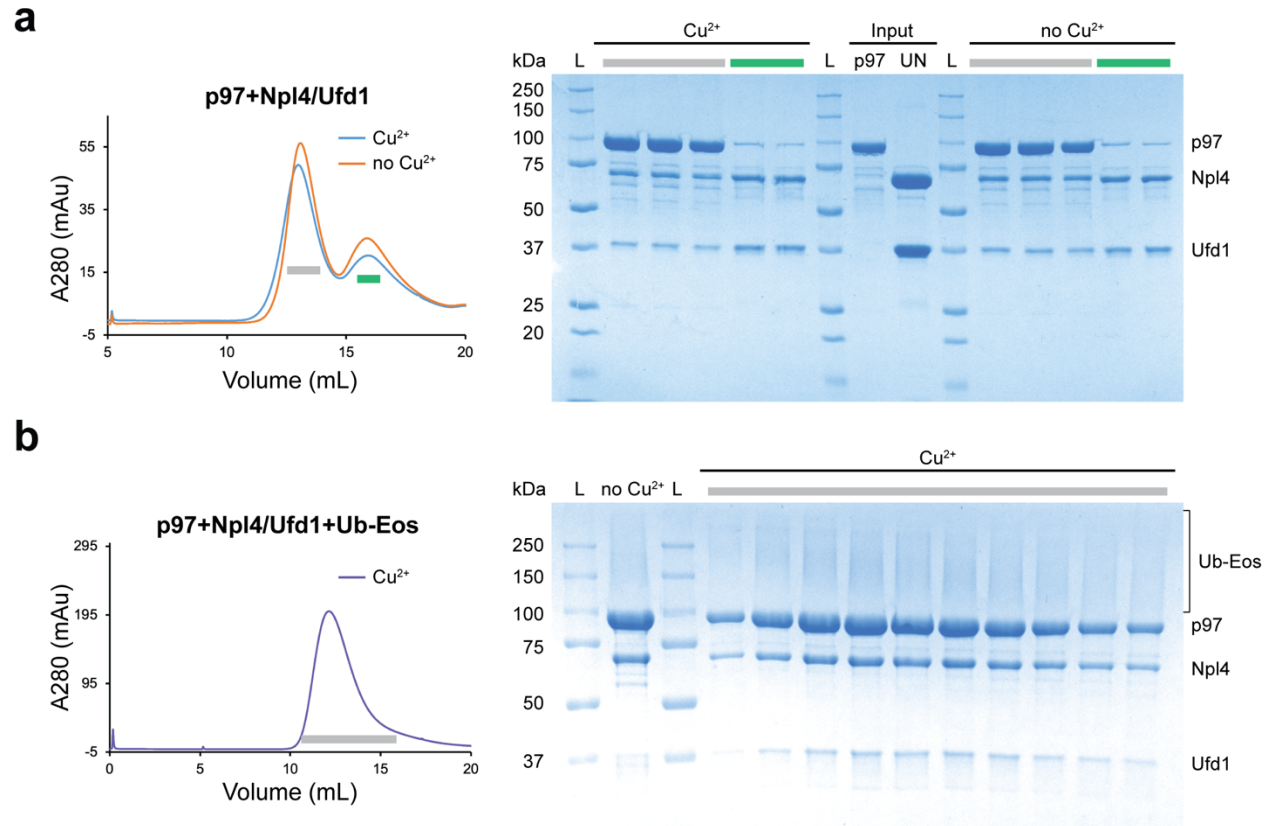 a
p97+Npl4/Ufd1
Cu²⁺
no Cu²⁺
A280 (mAu)
55
35
15
-5
5
10
15
20
Volume (mL)
Cu²⁺
Input
no Cu²⁺
kDa
L
L
p97
UN
L
250
150
100
75
50
37
25
20
p97
Npl4
Ufd1
b
p97+Npl4/Ufd1+Ub-Eos
Cu²⁺
A280 (mAu)
295
195
95
-5
0
5
10
15
20
Volume (mL)
Cu²⁺
kDa
L
no Cu²⁺
L
250
150
100
75
50
37
Ub-Eos
p97
Npl4
Ufd1